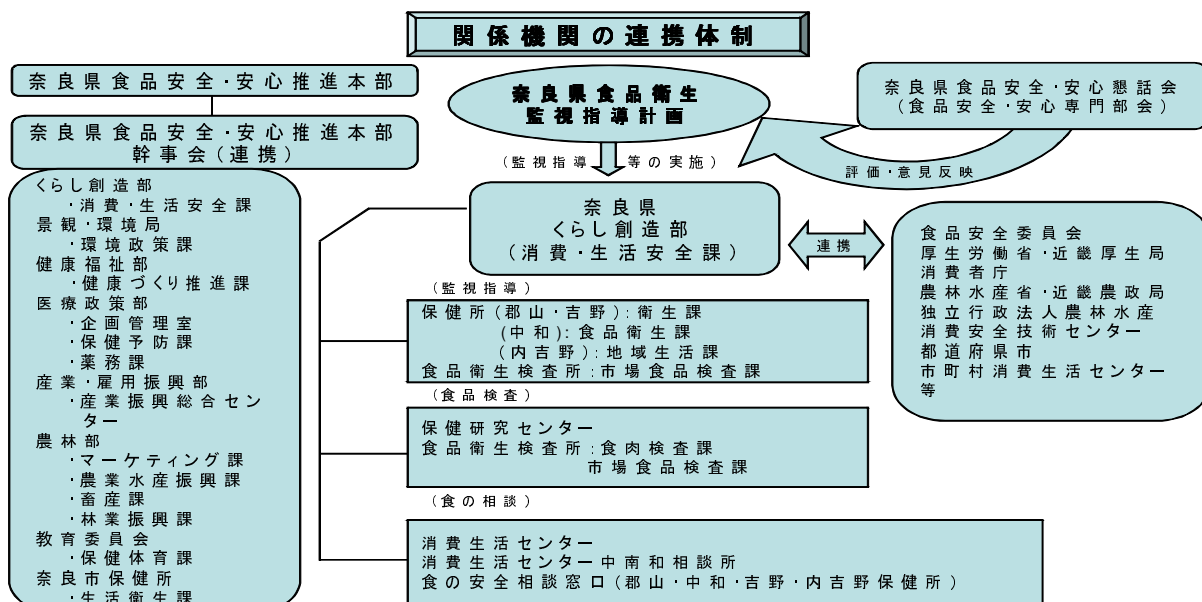 関係機関の連携体制
奈良県食品安全・安心推進本部
奈良県食品安全・安心推進本部
幹事会(連携)
くらし創造部
・消費・生活安全課
景観・環境局
・環境政策課
健康福祉部
・健康づくり推進課
医療政策部
・企画管理室
・保健予防課
・薬務課
産業・雇用振興部
・産業振興総合セン
ター
農林部
・マーケティング課
・農業水産振興課
・畜産課
・林業振興課
教育委員会
・保健体育課
奈良市保健所
・生活衛生課
奈良県食品衛生
監視指導計画
(監視指導等の実施)
奈良県
くらし創造部
(消費・生活安全課)
(監視指導)
保健所(郡山・吉野):衛生課
(中和):食品衛生課
(内吉野):地域生活課
食品衛生検査所:市場食品検査課
(食品検査)
保健研究センター
食品衛生検査所:食肉検査課
市場食品検査課
(食の相談)
消費生活センター
消費生活センター中南和相談所
食の安全相談窓口(郡山・中和・吉野・内吉野保健所)
奈良県食品安全・安心懇話会
(食品安全・安心専門部会)
評価・意見反映
連携
食品安全委員会
厚生労働省・近畿厚生局
消費者庁
農林水産省・近畿農政局
独立行政法人農林水産
消費安全技術センター
都道府県市
市町村消費生活センター
等